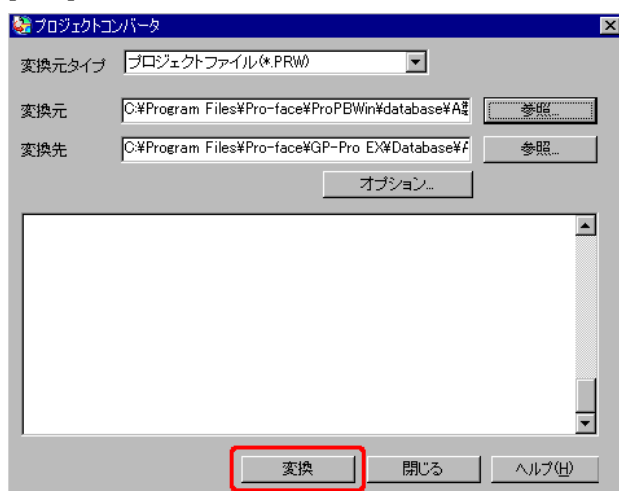 プロジェクトコンバータ
変換元タイプ プロジェクトファイル(*.PRW)
変換元 C:¥Program Files¥Pro-face¥ProPBWin¥database¥A 参照...
変換先 C:¥Program Files¥Pro-face¥GP-Pro EX¥Database¥ 参照...
オプション...
変換 閉じる ヘルプ(H)